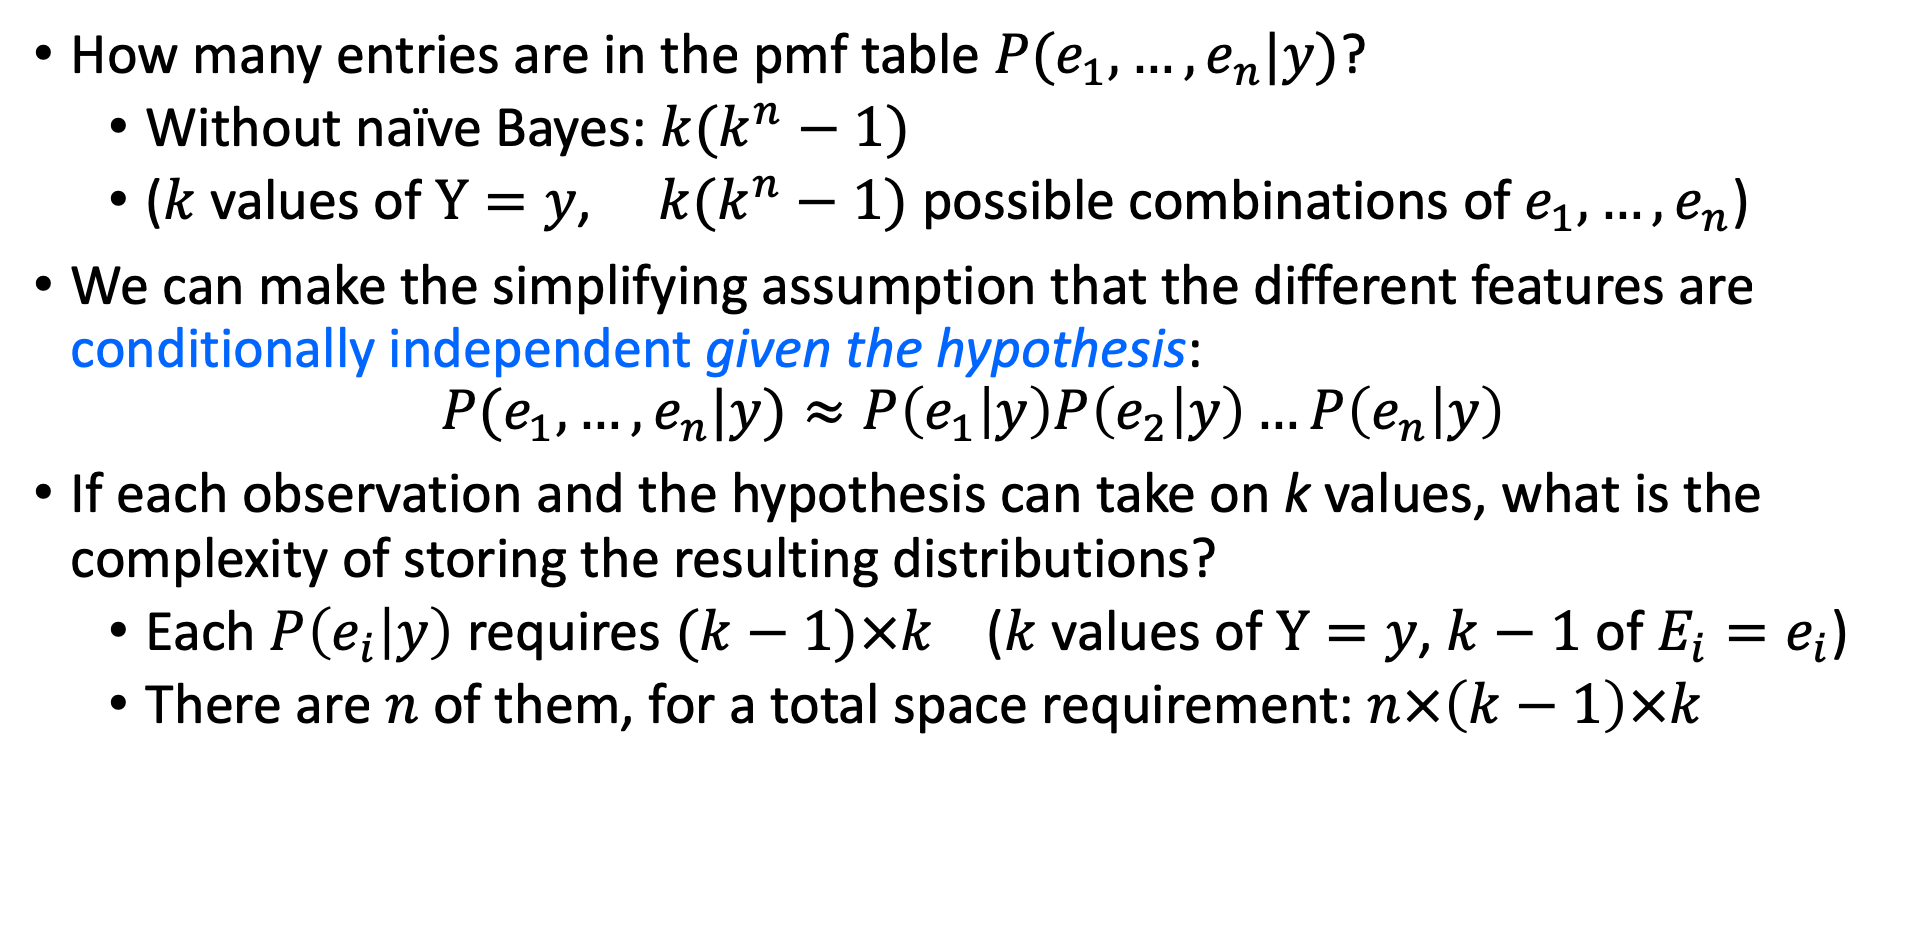 • How many entries are in the pmf table P(e₁, … , eₙ|y)?
• Without naïve Bayes: k(kⁿ − 1)
• (k values of Y = y, k(kⁿ − 1) possible combinations of e₁, … , eₙ)
• We can make the simplifying assumption that the different features are
conditionally independent given the hypothesis:
P(e₁, … , eₙ|y) ≈ P(e₁|y)P(e₂|y) … P(eₙ|y)
• If each observation and the hypothesis can take on k values, what is the
complexity of storing the resulting distributions?
• Each P(eᵢ|y) requires (k − 1)×k (k values of Y = y, k − 1 of Eᵢ = eᵢ)
• There are n of them, for a total space requirement: n×(k − 1)×k